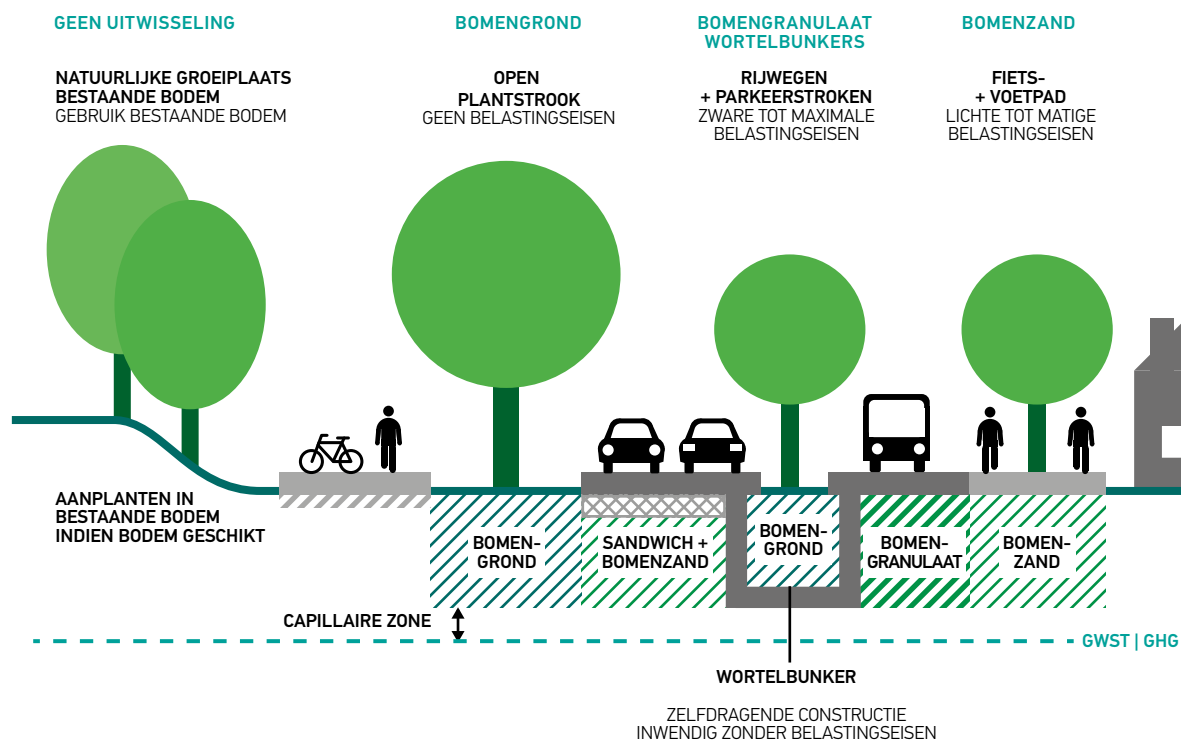 GEEN UITWISSELING
NATUURLIJKE GROEIPLAATS
BESTAANDE BODEM
GEBRUIK BESTAANDE BODEM
BOMENGROND
OPEN
PLANTSTROOK
GEEN BELASTINGSEISEN
BOMENGRANULAAT
WORTELBUNKERS
RIJWEGEN
+ PARKEERSTROKEN
ZWARE TOT MAXIMALE
BELASTINGSEISEN
BOMENZAND
FIETS-
+ VOETPAD
LICHTE TOT MATIGE
BELASTINGSEISEN
AANPLANTEN IN
BESTAANDE BODEM
INDIEN BODEM GESCHIKT
BOMEN-
GROND
SANDWICH +
BOMENZAND
BOMEN-
GROND
BOMEN-
GRANULAAT
BOMEN-
ZAND
CAPILLAIRE ZONE
GWST | GHG
WORTELBUNKER
ZELFDRAGENDE CONSTRUCTIE
INWENDIG ZONDER BELASTINGSEISEN